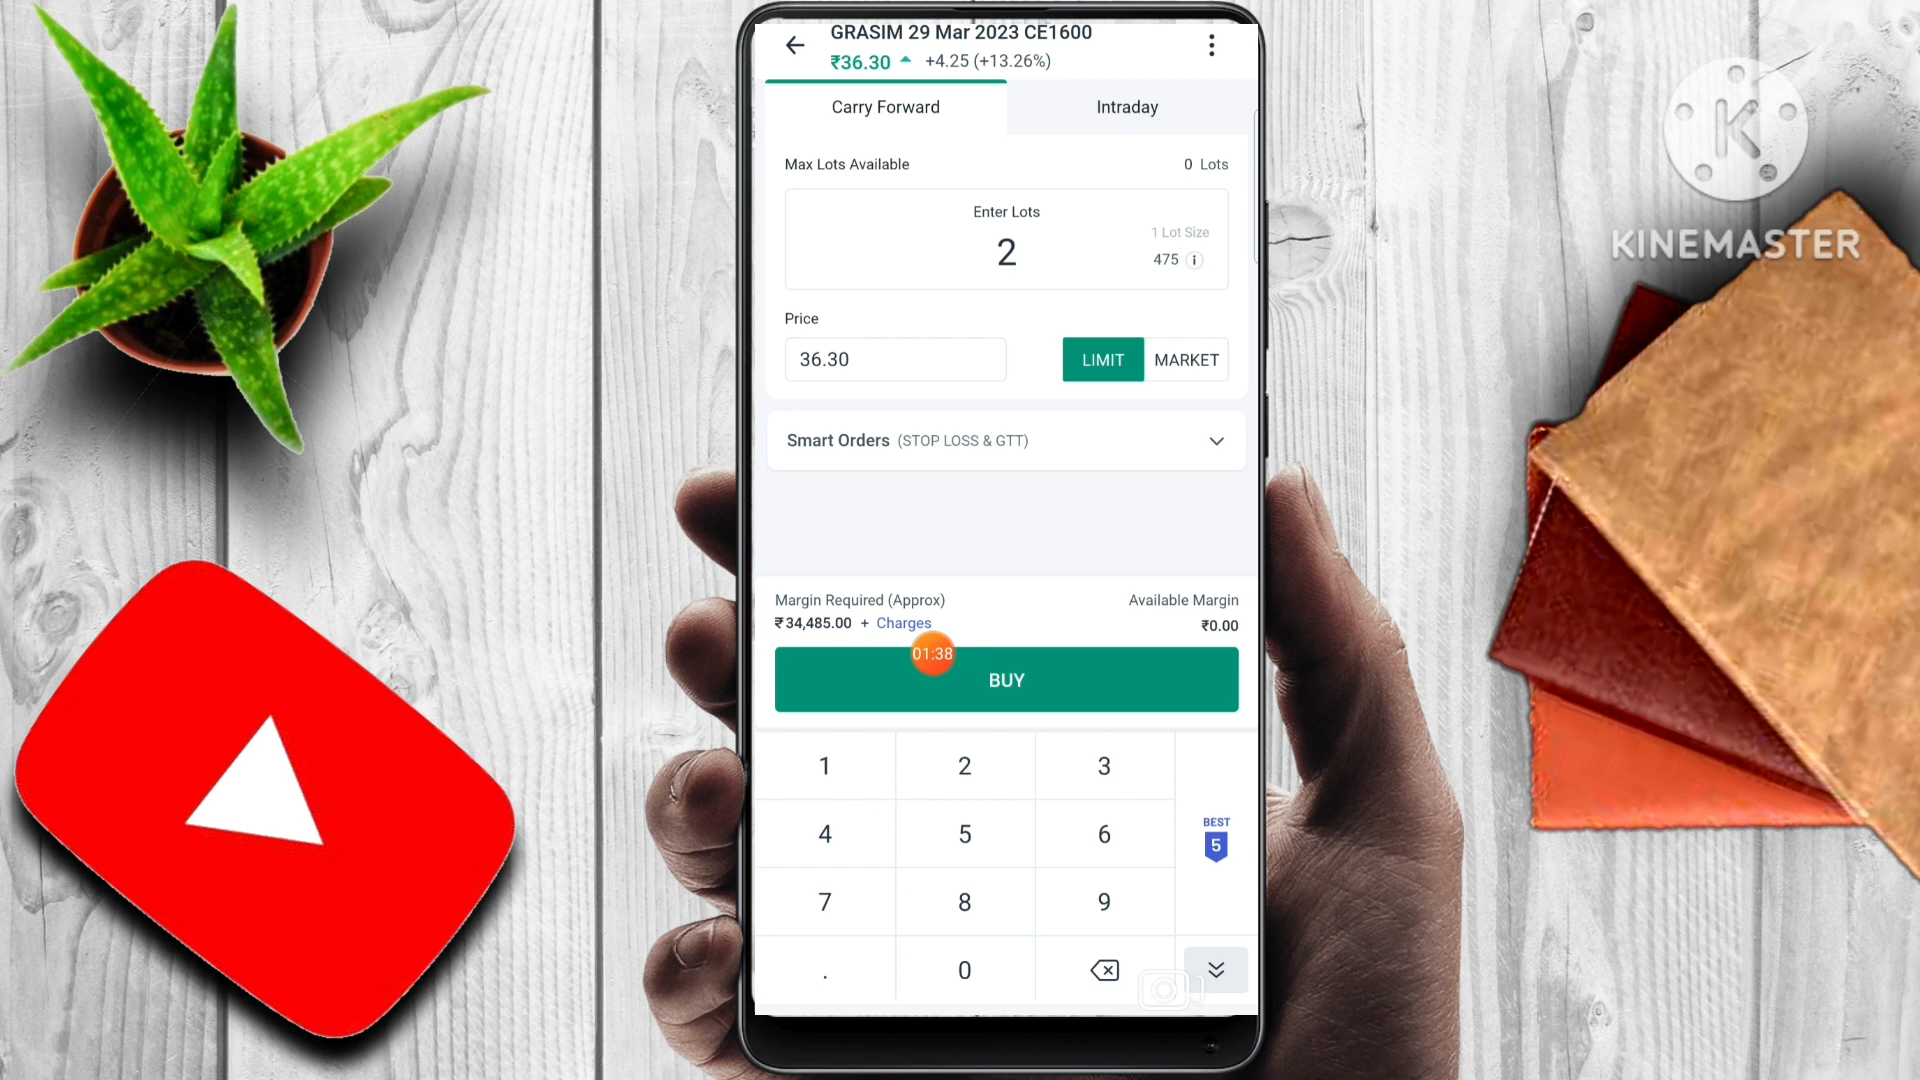 GRASIM 29 Mar 2023 CE1600
₹36.30 +4.25 (+13.26%)
Carry Forward
Intraday
Max Lots Available
0 Lots
Enter Lots
2
1 Lot Size
475 i
Price
36.30
LIMIT
MARKET
Smart Orders (STOP LOSS & GTT)
Margin Required (Approx)
₹34,485.00 + Charges
Available Margin
₹0.00
01:38
BUY
1 2 3
4 5 6
BEST
5
7 8 9
. 0
K
KINEMASTER